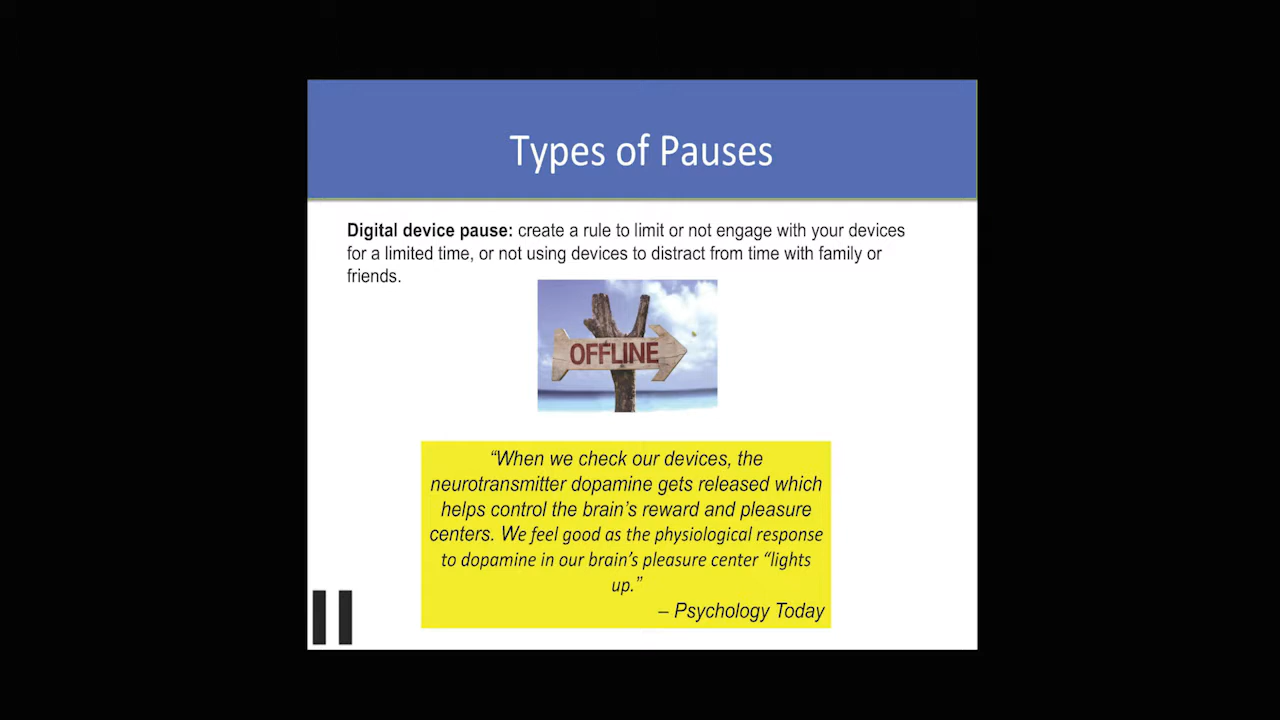 Types of Pauses
Digital device pause: create a rule to limit or not engage with your devices
for a limited time, or not using devices to distract from time with family or
friends.
OFFLINE
“When we check our devices, the
neurotransmitter dopamine gets released which
helps control the brain’s reward and pleasure
centers. We feel good as the physiological response
to dopamine in our brain’s pleasure center “lights
up.”
– Psychology Today